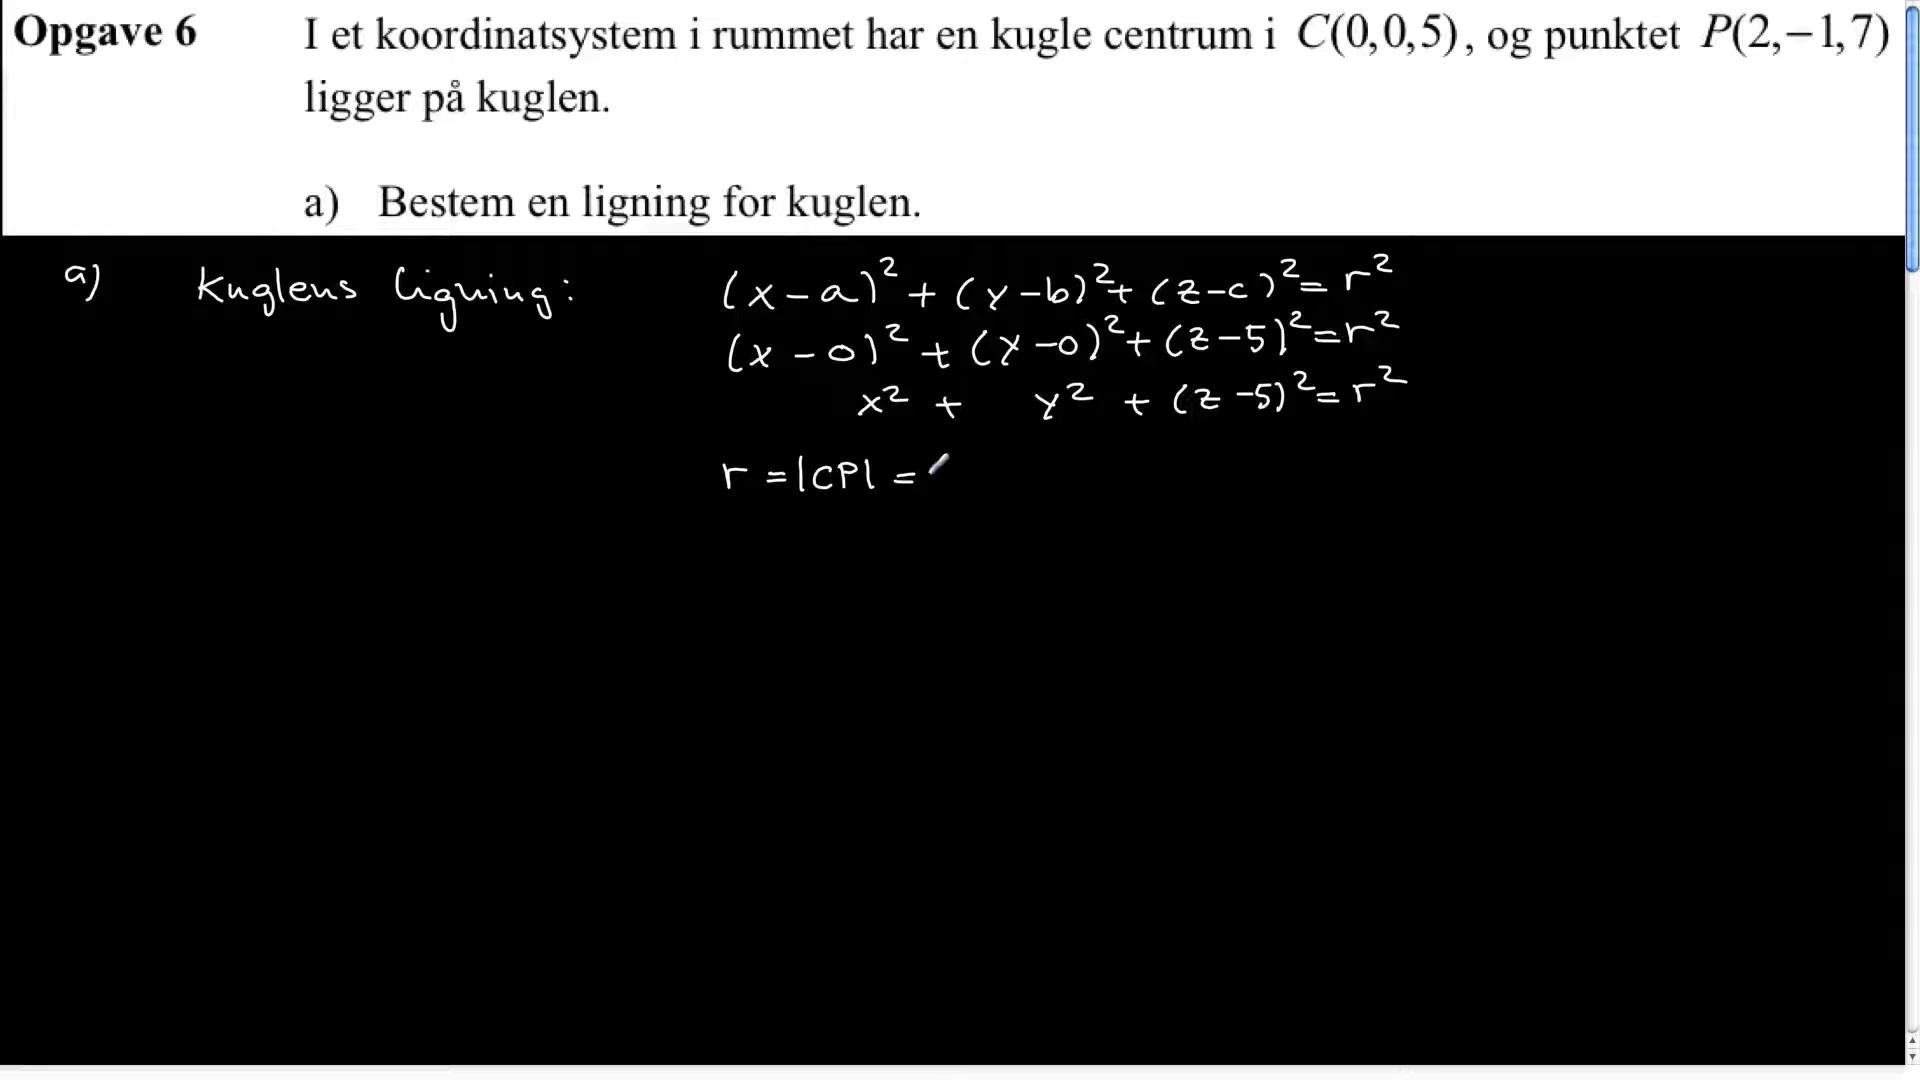 Opgave 6 I et koordinatsystem i rummet har en kugle centrum i C(0,0,5), og punktet P(2,−1,7)
ligger på kuglen.
a) Bestem en ligning for kuglen.
a) Kuglens ligning: (x-a)²+(y-b)²+(z-c)²=r²
(x-0)²+(y-0)²+(z-5)²=r²
x²+ y²+(z-5)²=r²
r=|CP|=